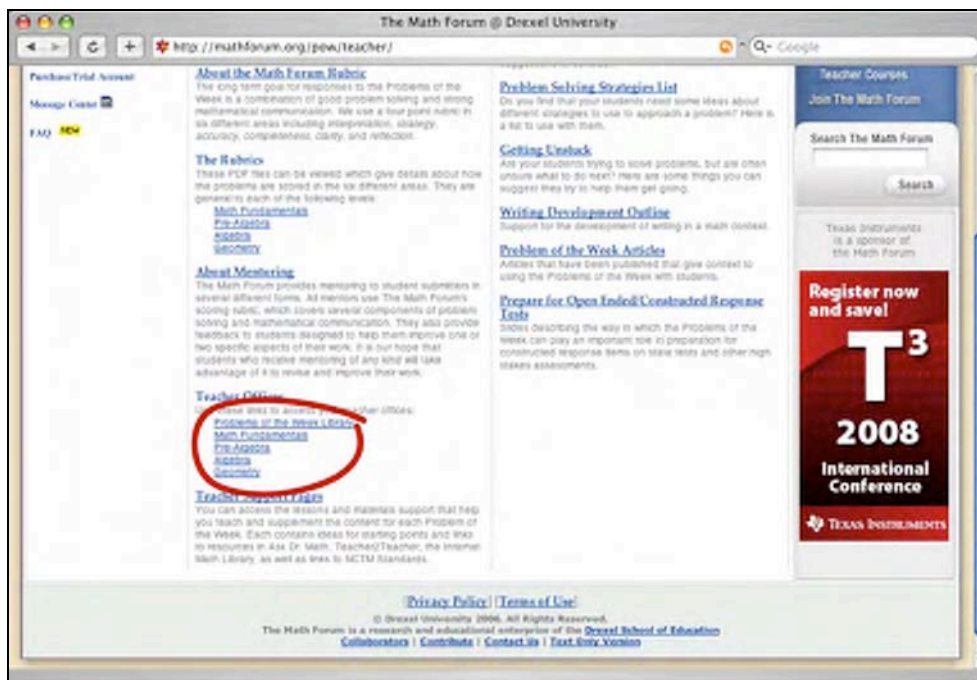 The Math Forum @ Drexel University
http://mathforum.org/pow/teacher/
Google
Purchase Trial Account
Message Center
FAQ NEW
About the Math Forum Rubric
The long term goal for responses to the Problems of the
Week is a combination of good problem solving and strong
mathematical communication. We use a four point rubric in
six different areas including interpretation, strategy,
accuracy, completeness, clarity, and reflection.
The Rubrics
These PDF files can be viewed which give details about how
the problems are scored in the six different areas. They are
general to each of the following levels:
Math Fundamentals
Pre-Algebra
Algebra
Geometry
About Mentoring
The Math Forum provides mentoring to student submitters in
several different forms. All mentors use The Math Forum's
scoring rubric, which covers several components of problem
solving and mathematical communication. They also provide
feedback to students designed to help them improve one or
two specific aspects of their work. It is our hope that
students who receive mentoring of any kind will take
advantage of it to revise and improve their work.
Teacher Offices
Use these links to access your teacher offices:
Problems of the Week Library
Math Fundamentals
Pre-Algebra
Algebra
Geometry
Teacher Support Pages
You can access the lessons and materials support that help
you teach and supplement the content for each Problem of
the Week. Each contains ideas for starting points and links
to resources in Ask Dr. Math, Teacher2Teacher, the Internet
Math Library, as well as links to NCTM Standards.
Problem Solving Strategies List
Do you find that your students need some ideas about
different strategies to use to approach a problem? Here is
a list to use with them.
Getting Unstuck
Are your students trying to solve problems, but are often
unsure what to do next? Here are some things you can
suggest they try to help them get going.
Writing Development Outline
Support for the development of writing in a math context.
Problem of the Week Articles
Articles that have been published that give context to
using the Problems of the Week with students.
Prepare for Open Ended/Constructed Response
Tests
Slides describing the way in which the Problems of the
Week can play an important role in preparation for
constructed response items on state tests and other high
stakes assessments.
Teacher Courses
Join The Math Forum
Search The Math Forum
Search
Texas Instruments
is a sponsor of
the Math Forum
Register now
and save!
T3
2008
International
Conference
TEXAS INSTRUMENTS
[Privacy Policy] [Terms of Use]
© Drexel University 2006. All Rights Reserved.
The Math Forum is a research and educational enterprise of the Drexel School of Education
Collaborators | Contribute | Contact Us | Text Only Version